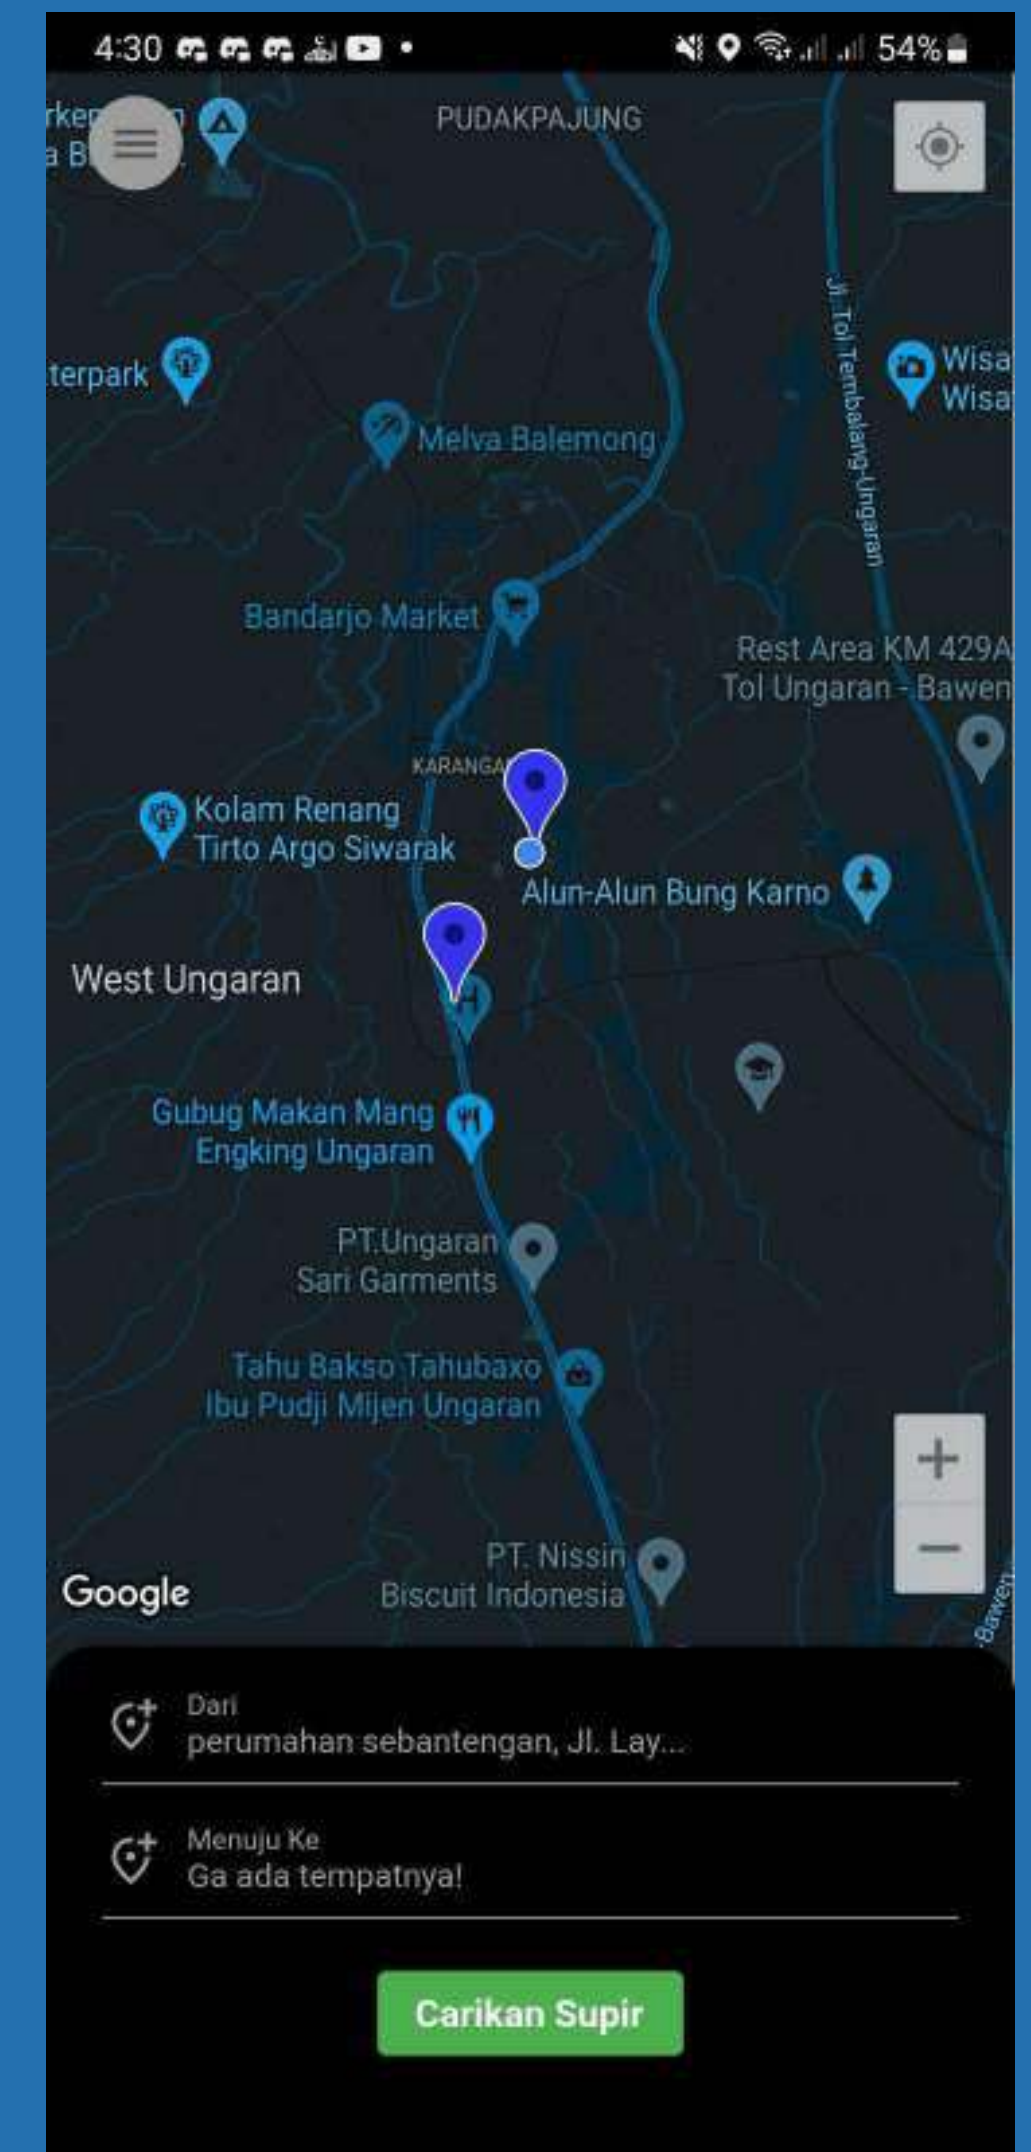 4:30
54%
PUDAKPAJUNG
Jl. Tol Tembalang-Ungaran
terpark
Wisa
Wisa
Melva Balemong
Bandarjo Market
Rest Area KM 429A
Tol Ungaran - Bawen
KARANGA
Kolam Renang
Tirto Argo Siwarak
Alun-Alun Bung Karno
West Ungaran
Gubug Makan Mang
Engking Ungaran
PT.Ungaran
Sari Garments
Tahu Bakso Tahubaxo
Ibu Pudji Mijen Ungaran
PT. Nissin
Biscuit Indonesia
Google
-Bawen
Dari
perumahan sebantengan, Jl. Lay...
Menuju Ke
Ga ada tempatnya!
Carikan Supir